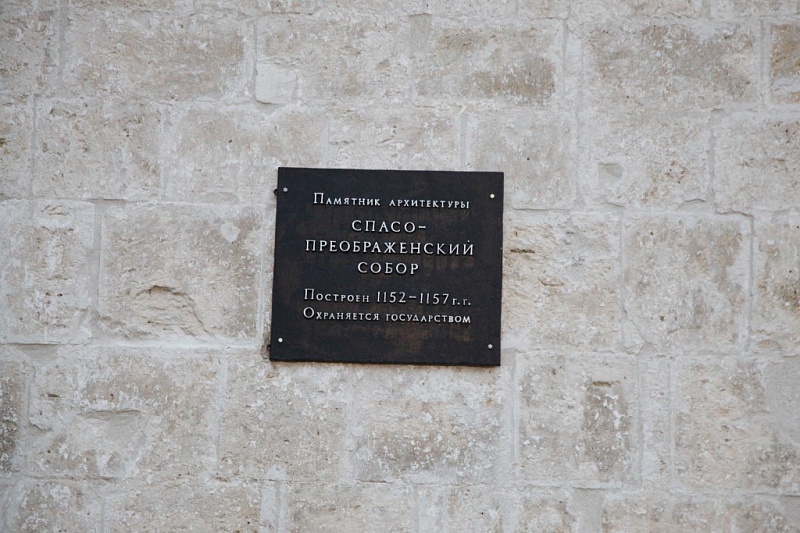 Памятник архитектуры
СПАСО-
ПРЕОБРАЖЕНСКИЙ
СОБОР
Построен 1152-1157 г.г.
Охраняется государством